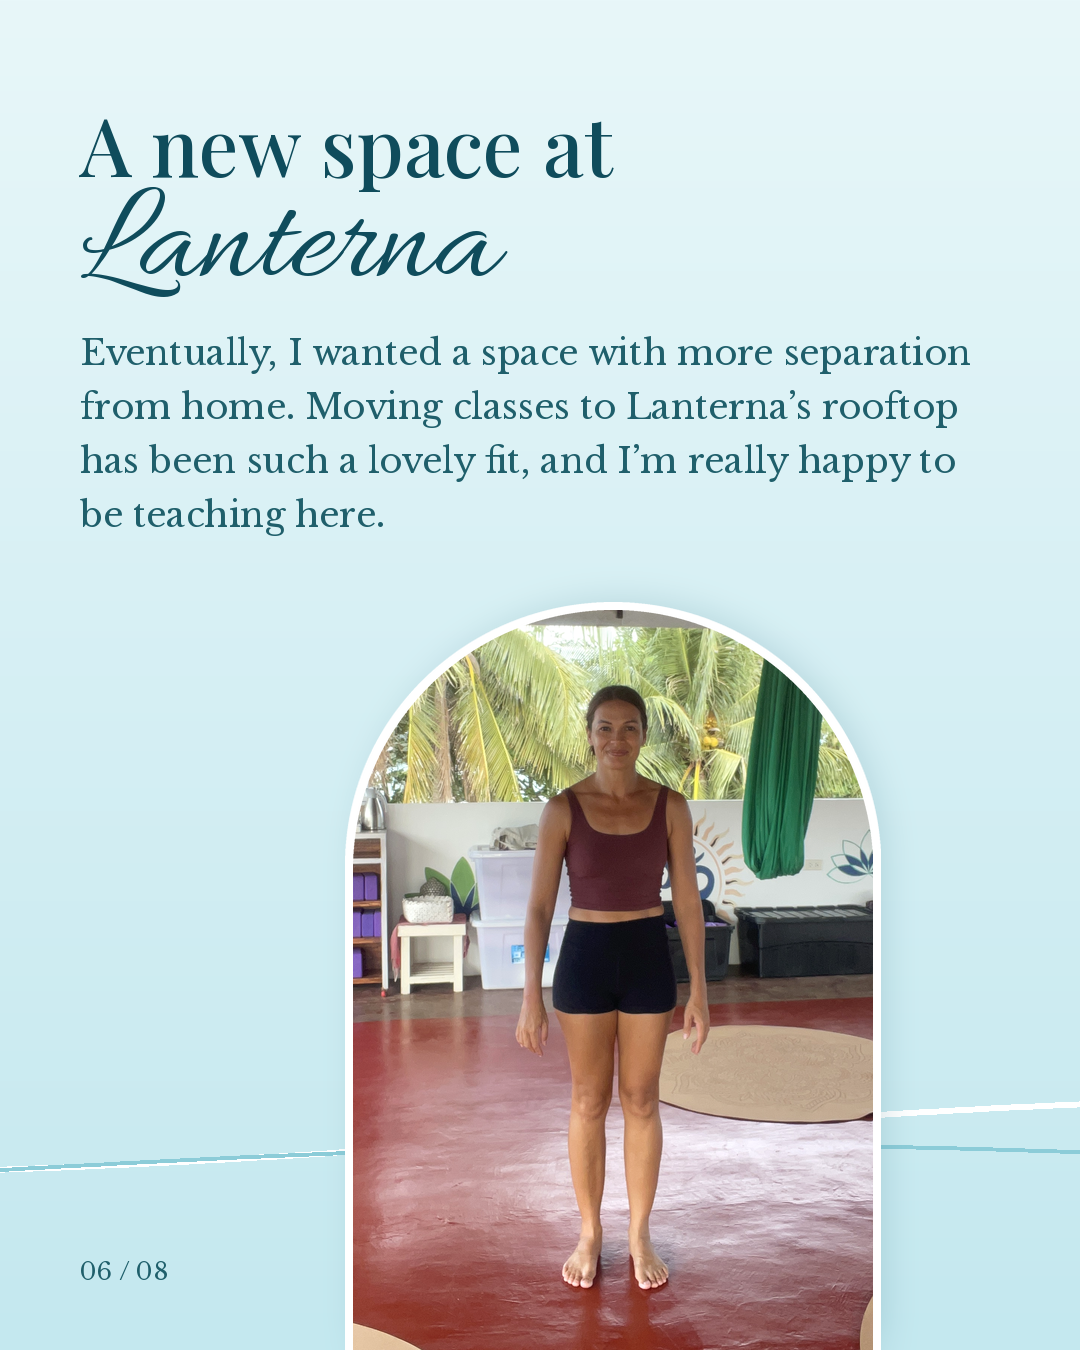 A new space at
Lanterna
Eventually, I wanted a space with more separation
from home. Moving classes to Lanterna’s rooftop
has been such a lovely fit, and I’m really happy to
be teaching here.
06 / 08